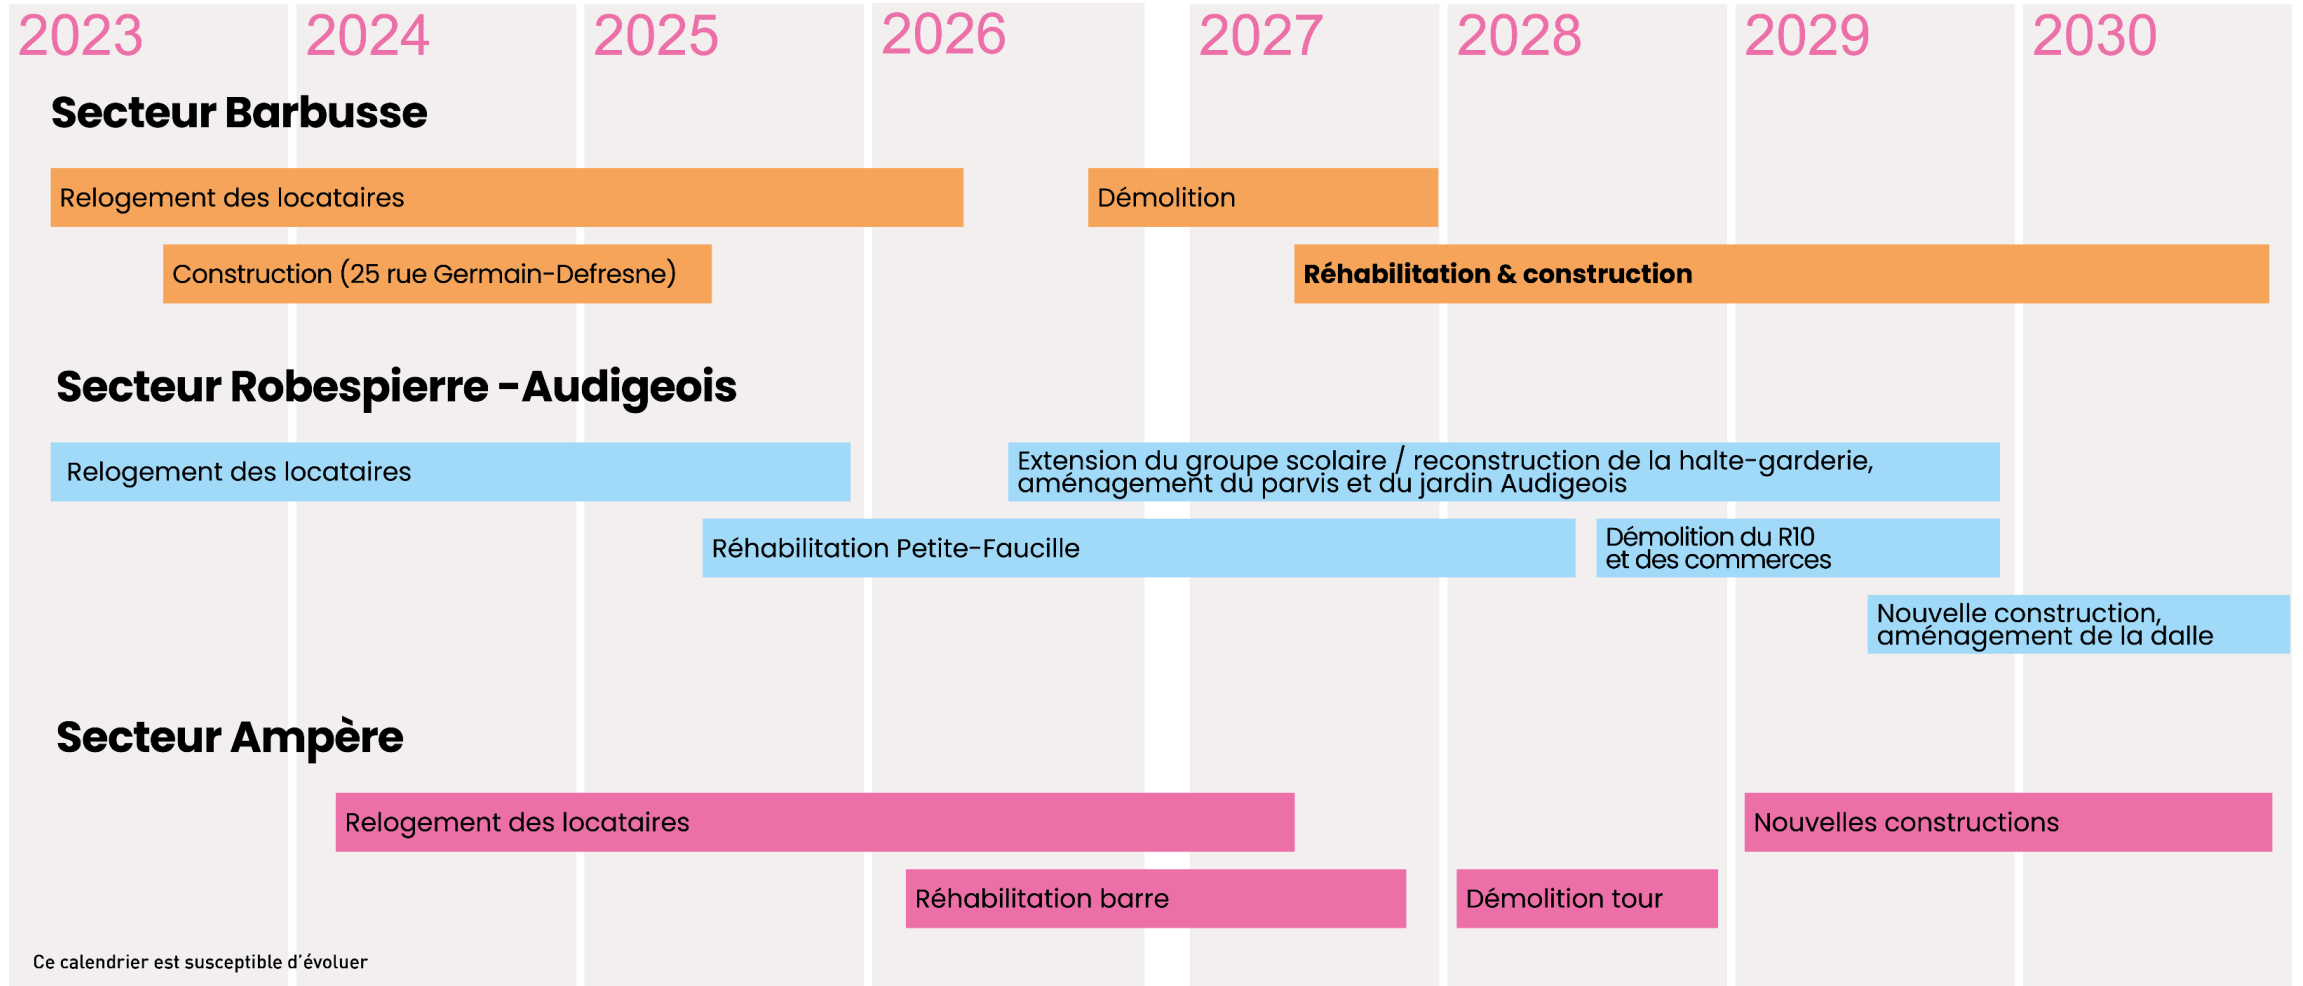 2023 2024 2025 2026 2027 2028 2029 2030
Secteur Barbusse
Relogement des locataires
Démolition
Construction (25 rue Germain-Defresne)
Réhabilitation & construction
Secteur Robespierre -Audigeois
Relogement des locataires
Extension du groupe scolaire / reconstruction de la halte-garderie,
aménagement du parvis et du jardin Audigeois
Réhabilitation Petite-Faucille
Démolition du R10
et des commerces
Nouvelle construction,
aménagement de la dalle
Secteur Ampère
Relogement des locataires
Nouvelles constructions
Réhabilitation barre
Démolition tour
Ce calendrier est susceptible d'évoluer